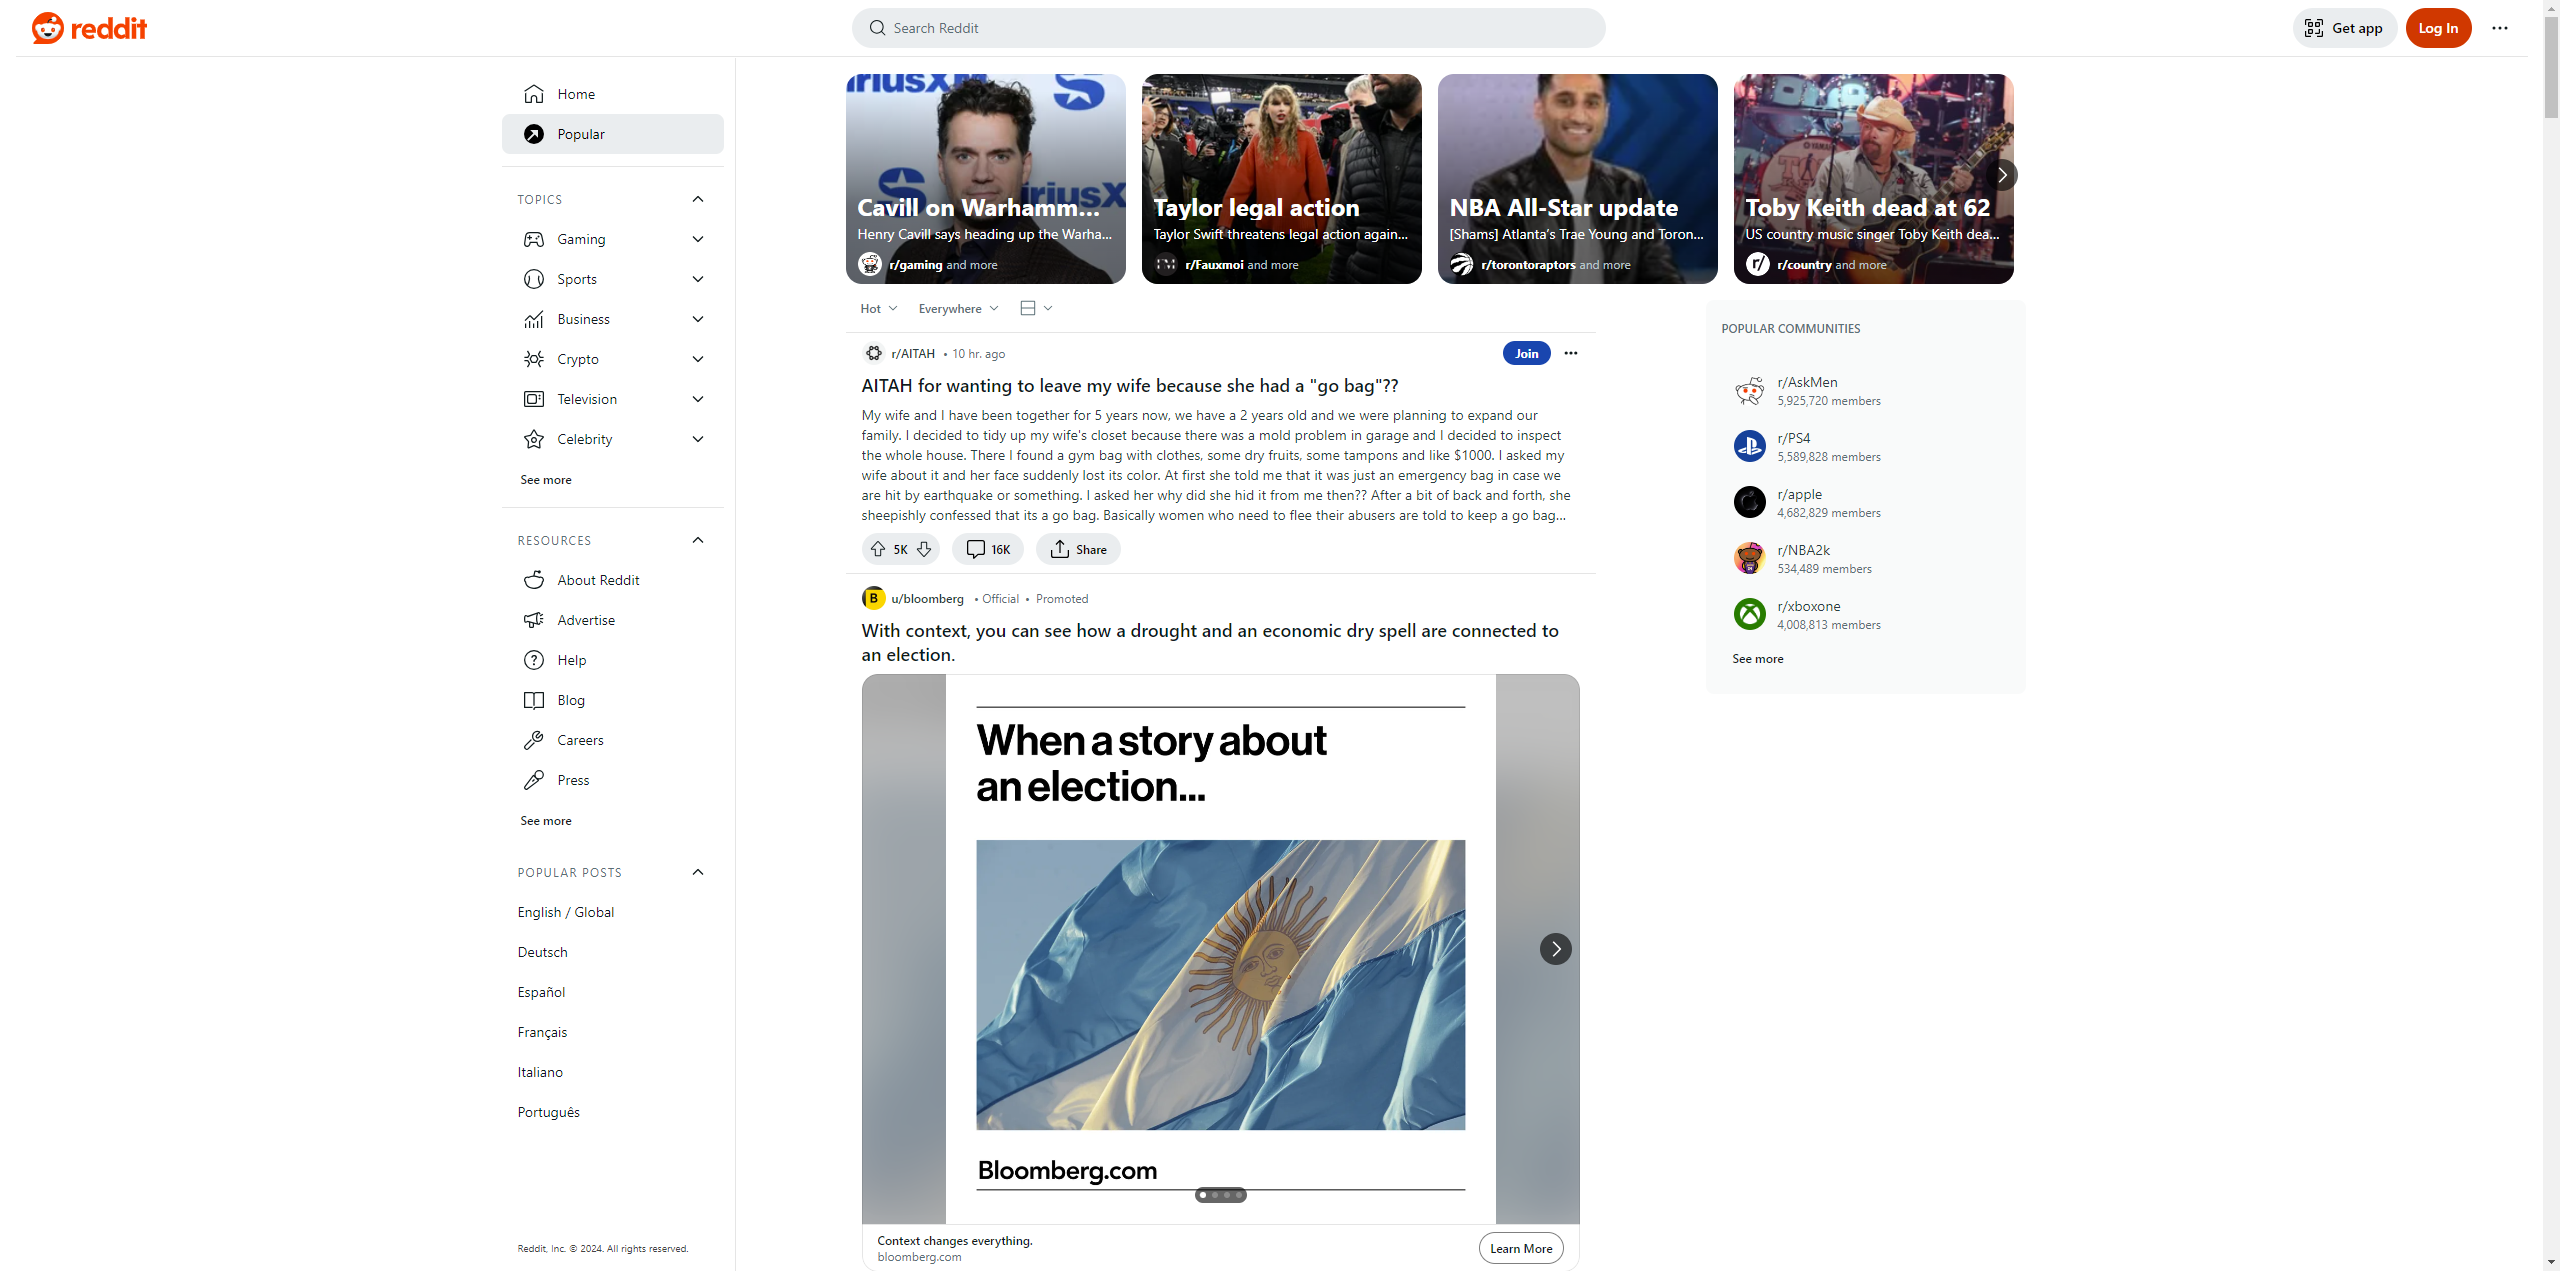 reddit
Search Reddit
Get app
Log In
Home
Popular
TOPICS
Gaming
Sports
Business
Crypto
Television
Celebrity
See more
RESOURCES
About Reddit
Advertise
Help
Blog
Careers
Press
See more
POPULAR POSTS
English / Global
Deutsch
Español
Français
Italiano
Português
Reddit, Inc. © 2024. All rights reserved.
Cavill on Warhamm...
Henry Cavill says heading up the Warha...
r/gaming and more
Taylor legal action
Taylor Swift threatens legal action again...
r/Fauxmoi and more
NBA All-Star update
[Shams] Atlanta’s Trae Young and Toron...
r/torontoraptors and more
Toby Keith dead at 62
US country music singer Toby Keith dea...
r/country and more
Hot
Everywhere
r/AITAH • 10 hr. ago
Join
AITAH for wanting to leave my wife because she had a "go bag"??
My wife and I have been together for 5 years now, we have a 2 years old and we were planning to expand our
family. I decided to tidy up my wife's closet because there was a mold problem in garage and I decided to inspect
the whole house. There I found a gym bag with clothes, some dry fruits, some tampons and like $1000. I asked my
wife about it and her face suddenly lost its color. At first she told me that it was just an emergency bag in case we
are hit by earthquake or something. I asked her why did she hid it from me then?? After a bit of back and forth, she
sheepishly confessed that its a go bag. Basically women who need to flee their abusers are told to keep a go bag...
5K
16K
Share
u/bloomberg • Official • Promoted
With context, you can see how a drought and an economic dry spell are connected to
an election.
When a story about
an election...
Bloomberg.com
Context changes everything.
bloomberg.com
Learn More
POPULAR COMMUNITIES
r/AskMen
5,925,720 members
r/PS4
5,589,828 members
r/apple
4,682,829 members
r/NBA2k
534,489 members
r/xboxone
4,008,813 members
See more